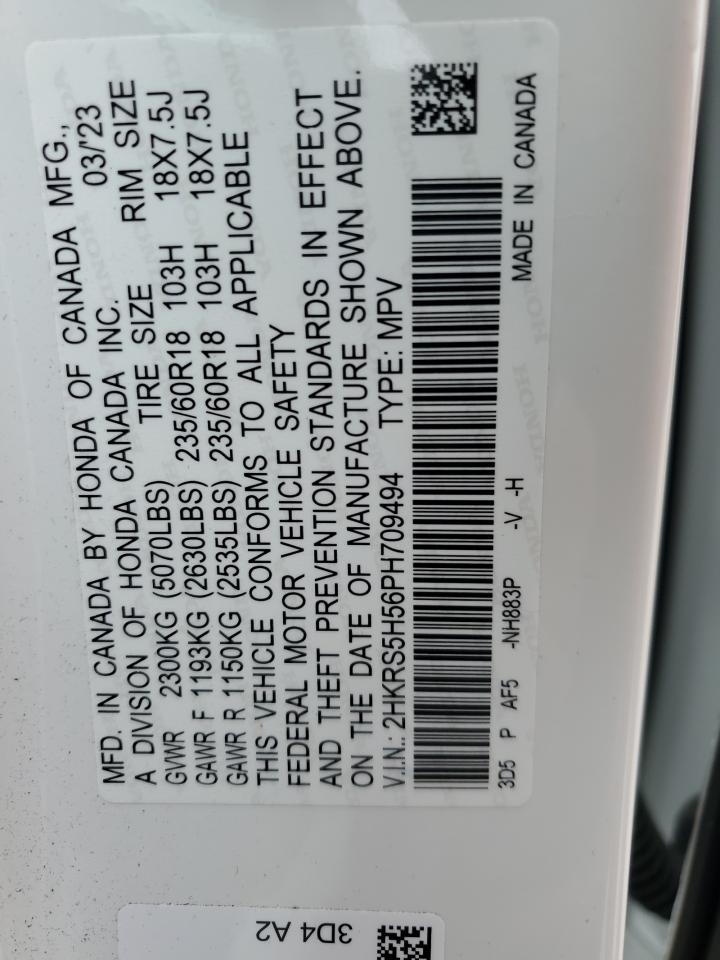 MFD. IN CANADA BY HONDA OF CANADA MFG.,
A DIVISION OF HONDA CANADA INC. 03/'23
GVWR 2300KG (5070LBS) TIRE SIZE RIM SIZE
GAWR F 1193KG (2630LBS) 235/60R18 103H 18X7.5J
GAWR R 1150KG (2535LBS) 235/60R18 103H 18X7.5J
THIS VEHICLE CONFORMS TO ALL APPLICABLE
FEDERAL MOTOR VEHICLE SAFETY
AND THEFT PREVENTION STANDARDS IN EFFECT
ON THE DATE OF MANUFACTURE SHOWN ABOVE.
V.I.N.: 2HKRS5H56PH709494 TYPE: MPV
3D5 P AF5 -NH883P -V -H MADE IN CANADA
3D4 A2